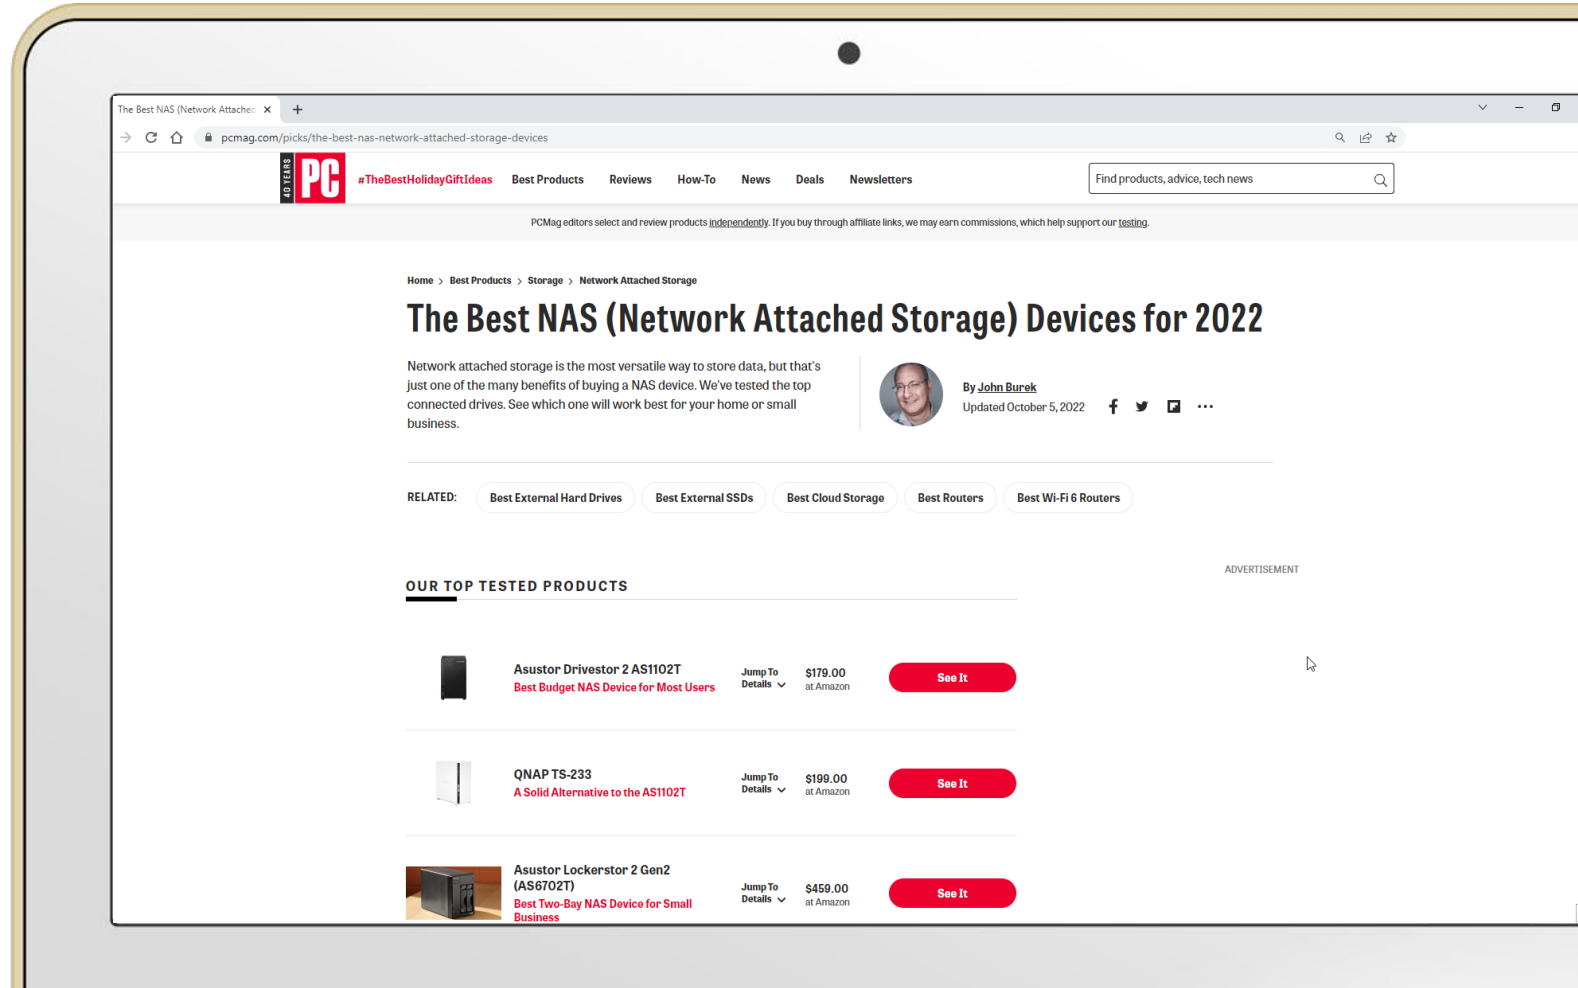 The Best NAS (Network Attached
pcmag.com/picks/the-best-nas-network-attached-storage-devices
40 YEARS
PC
#TheBestHolidayGiftIdeas Best Products Reviews How-To News Deals Newsletters
Find products, advice, tech news
PCMag editors select and review products independently. If you buy through affiliate links, we may earn commissions, which help support our testing.
Home > Best Products > Storage > Network Attached Storage
The Best NAS (Network Attached Storage) Devices for 2022
Network attached storage is the most versatile way to store data, but that's
just one of the many benefits of buying a NAS device. We've tested the top
connected drives. See which one will work best for your home or small
business.
By John Burek
Updated October 5, 2022
RELATED: Best External Hard Drives Best External SSDs Best Cloud Storage Best Routers Best Wi-Fi 6 Routers
ADVERTISEMENT
OUR TOP TESTED PRODUCTS
Asustor Drivestor 2 AS1102T
Best Budget NAS Device for Most Users
Jump To
Details
$179.00
at Amazon
See It
QNAP TS-233
A Solid Alternative to the AS1102T
Jump To
Details
$199.00
at Amazon
See It
Asustor Lockerstor 2 Gen2
(AS6702T)
Best Two-Bay NAS Device for Small
Business
Jump To
Details
$459.00
at Amazon
See It